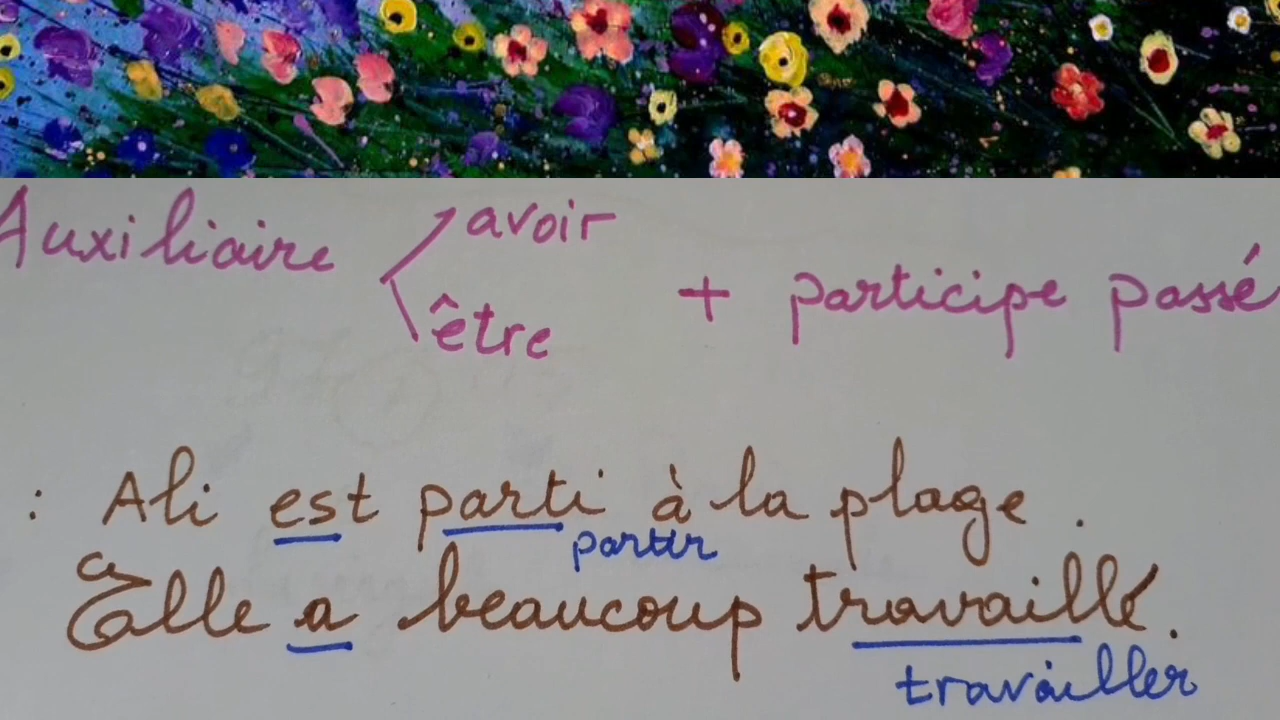 Auxiliaire avoir
être
+ participe passé
: Ali est parti à la plage.
partir
Elle a beaucoup travaillé.
travailler